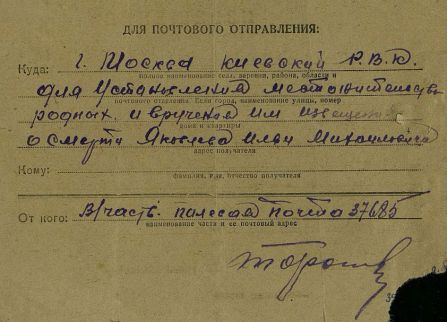 ДЛЯ ПОЧТОВОГО ОТПРАВЛЕНИЯ:
Куда: г. Москва Киевский Р.В.К.
полное наименование села, деревни, района, области и
для установления местожительства
почтового отделения. Если город, наименование улицы, номер
родных и вручения им извещения
дома и квартиры
о смерти Яковлева Ильи Михайловича
адрес получателя
Кому:
фамилия, имя, отчество получателя
От кого: В/часть полевая почта 37685
наименование части и ее почтовый адрес